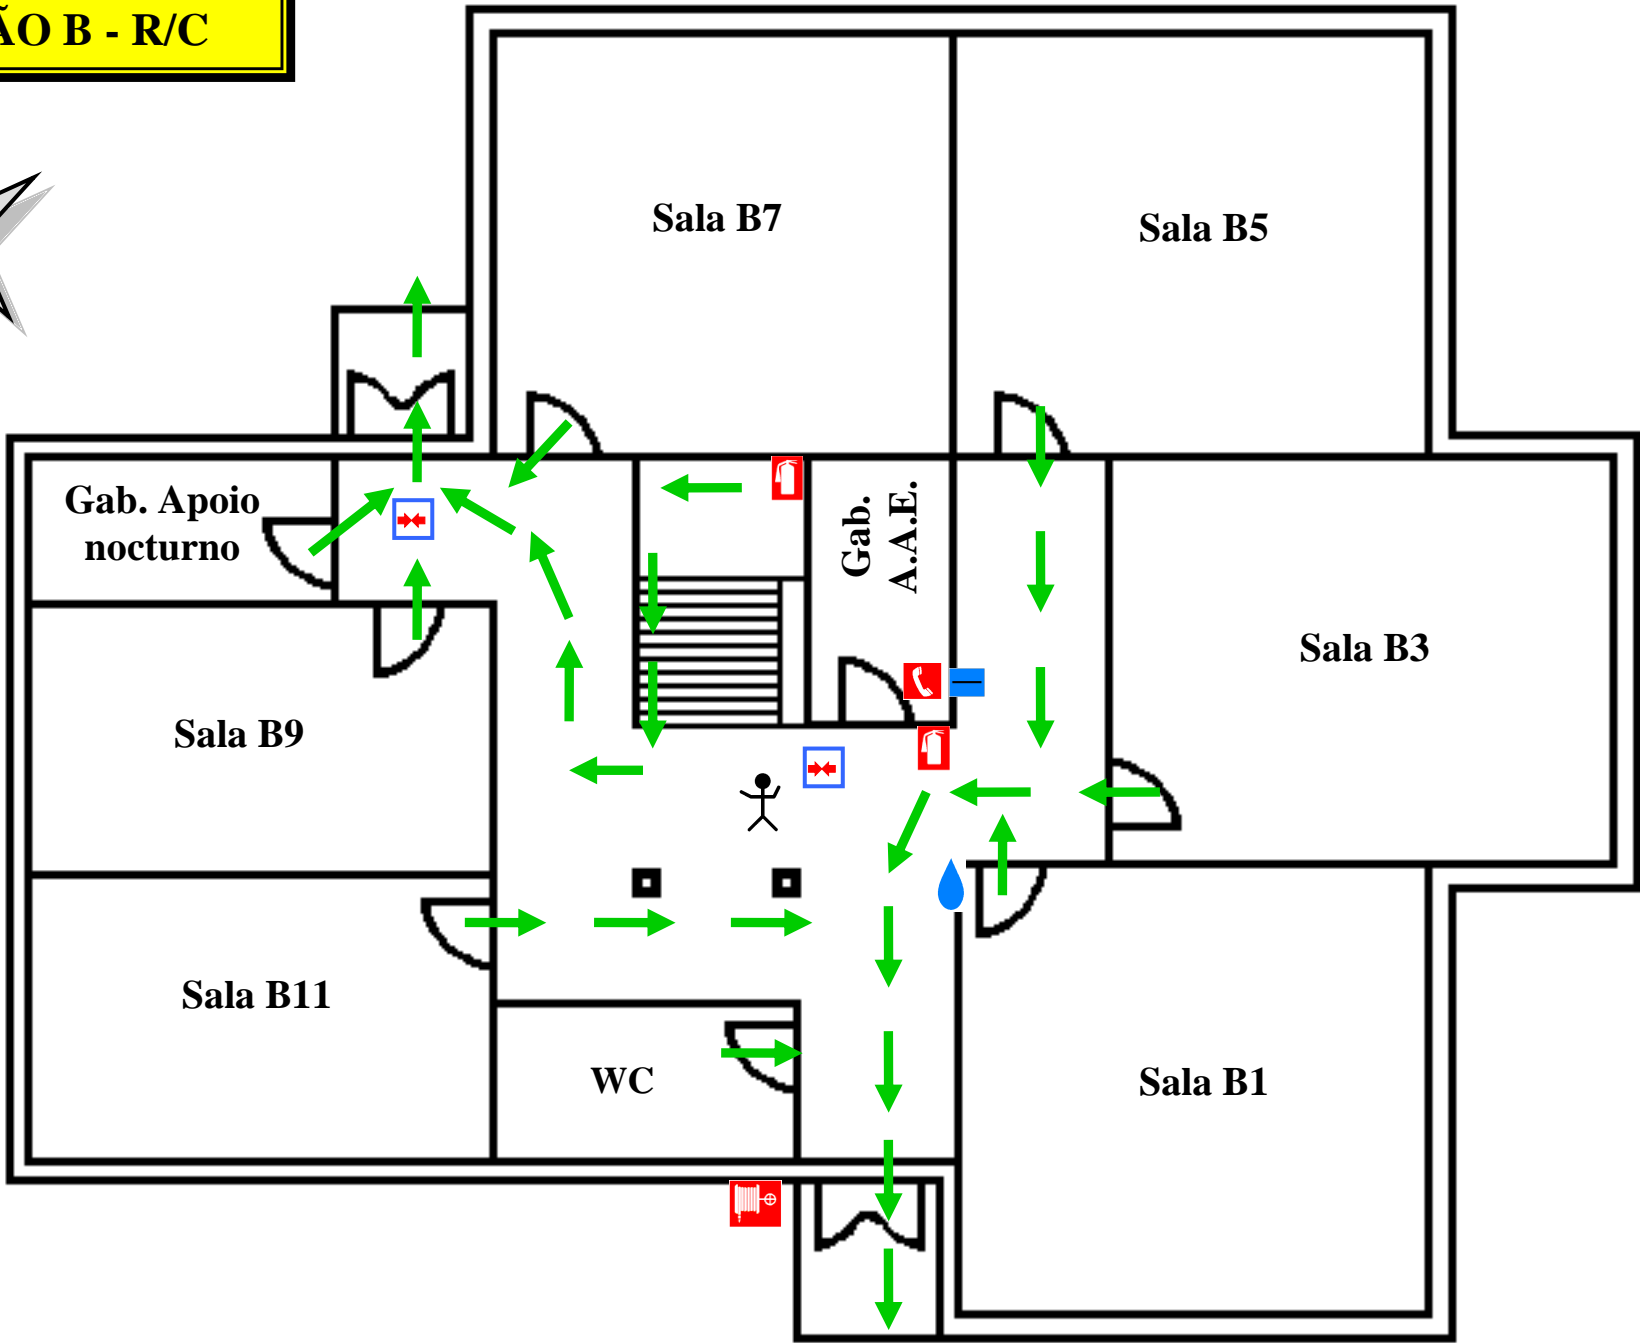 ÃO B - R/C
Sala B7
Sala B5
Gab. Apoio
nocturno
Gab.
A.A.E.
Sala B3
Sala B9
Sala B11
WC
Sala B1